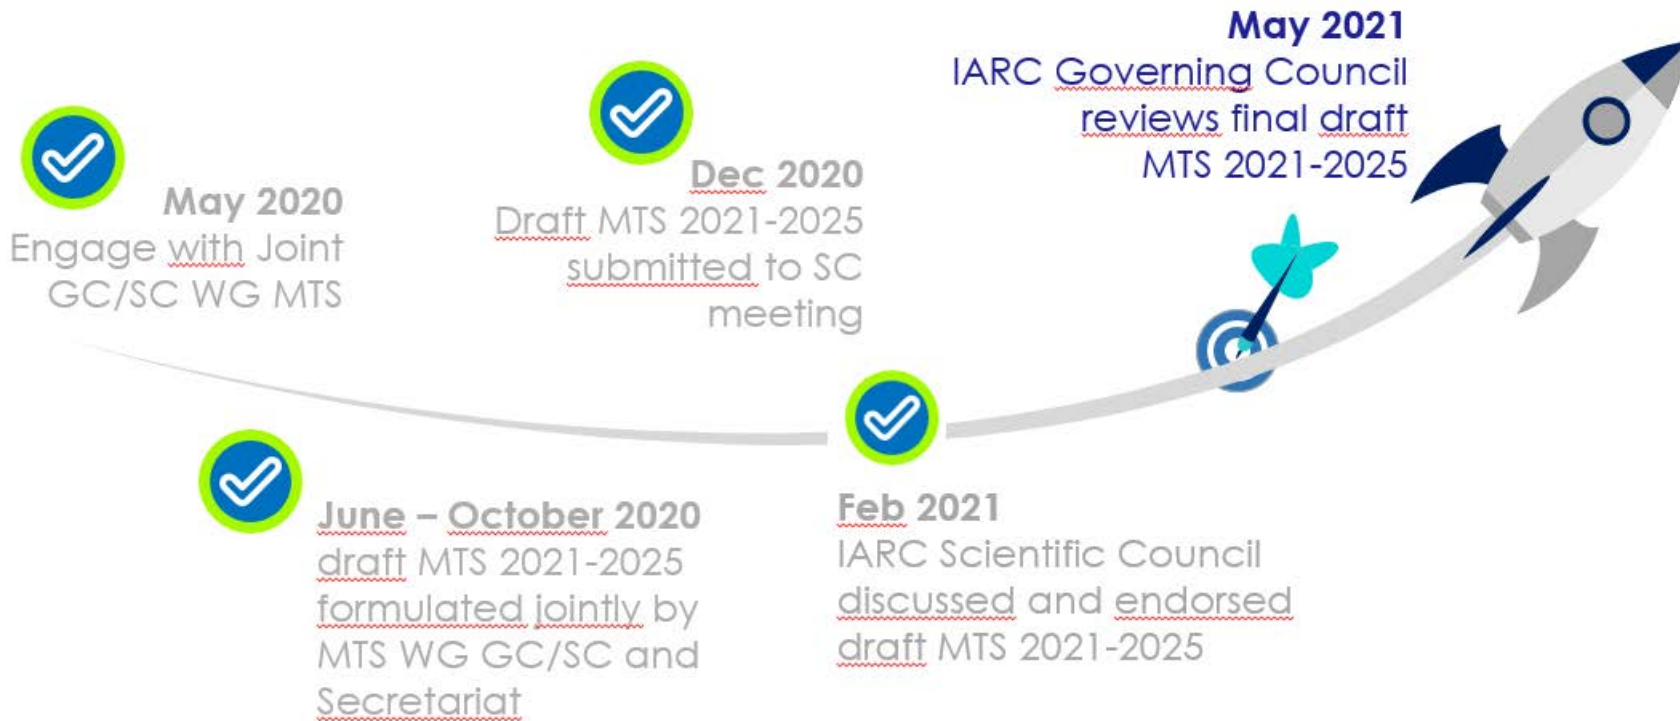 May 2020
Engage with Joint
GC/SC WG MTS
June – October 2020
draft MTS 2021-2025
formulated jointly by
MTS WG GC/SC and
Secretariat
Dec 2020
Draft MTS 2021-2025
submitted to SC
meeting
Feb 2021
IARC Scientific Council
discussed and endorsed
draft MTS 2021-2025
May 2021
IARC Governing Council
reviews final draft
MTS 2021-2025